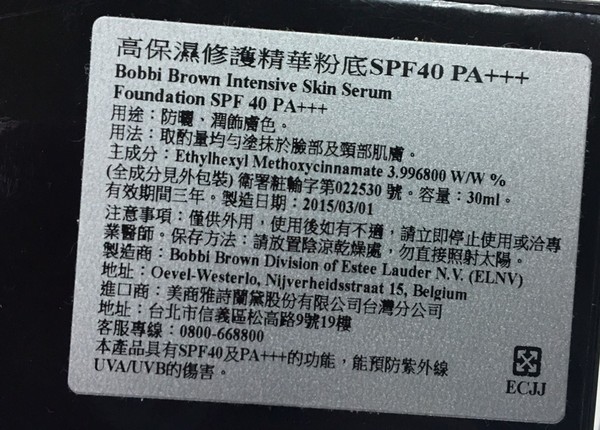 高保濕修護精華粉底SPF40 PA+++
Bobbi Brown Intensive Skin Serum
Foundation SPF 40 PA+++
用途：防曬、潤飾膚色。
用法：取酌量均勻塗抹於臉部及頸部肌膚。
主成分：Ethylhexyl Methoxycinnamate 3.996800 W/W %
(全成分見外包裝) 衛署粧輸字第022530 號。容量：30ml。
有效期間三年。製造日期：2015/03/01
注意事項：僅供外用，使用後如有不適，請立即停止使用或洽專
業醫師。保存方法：請放置陰涼乾燥處，勿直接照射太陽。
製造商：Bobbi Brown Division of Estee Lauder N.V. (ELNV)
地址：Oevel-Westerlo, Nijverheidsstraat 15, Belgium
進口商：美商雅詩蘭黛股份有限公司台灣分公司
地址：台北市信義區松高路9號19樓
客服專線：0800-668800
本產品具有SPF40及PA+++的功能，能預防紫外線
UVA/UVB的傷害。
ECJJ